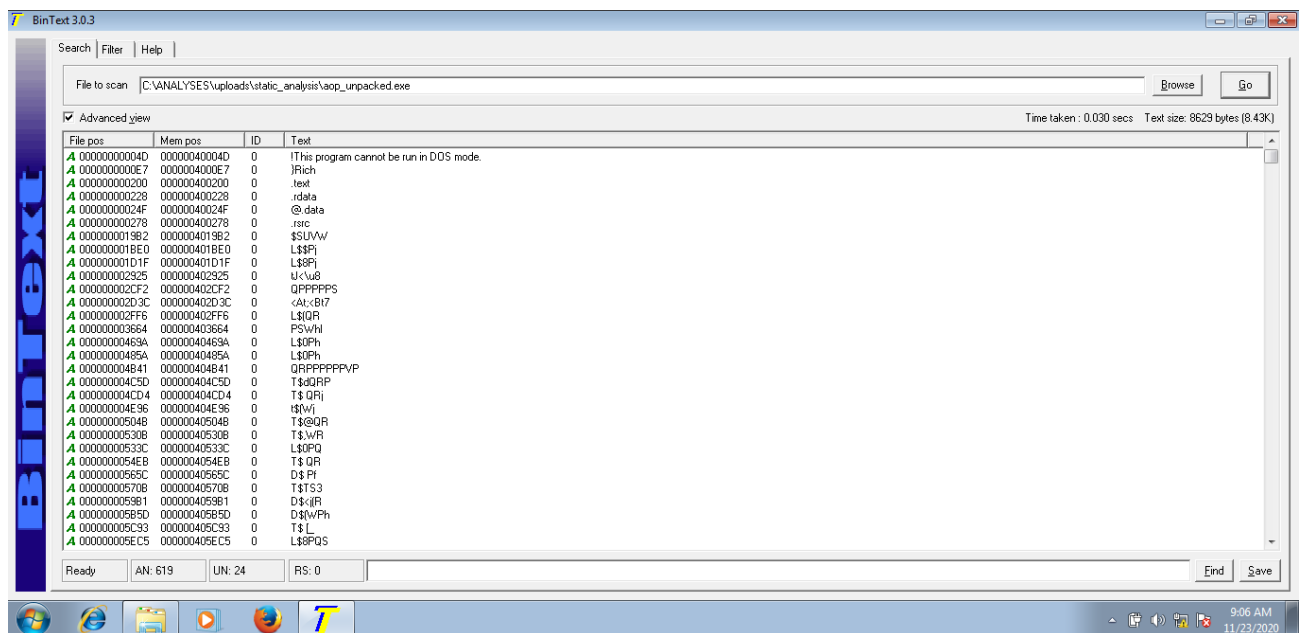 BinText 3.0.3
Search Filter Help
File to scan C:\ANALYSES\uploads\static_analysis\aop_unpacked.exe Browse Go
Advanced view Time taken : 0.030 secs Text size: 8629 bytes (8.43K)
File pos Mem pos ID Text
A 00000000004D 00000040004D 0 !This program cannot be run in DOS mode.
A 0000000000E7 0000004000E7 0 }Rich
A 000000000200 000000400200 0 .text
A 000000000228 000000400228 0 .rdata
A 00000000024F 00000040024F 0 @.data
A 000000000278 000000400278 0 .rsrc
A 0000000019B2 0000004019B2 0 $SUVW
A 000000001BE0 000000401BE0 0 L$$Pj
A 000000001D1F 000000401D1F 0 L$8Pj
A 000000002925 000000402925 0 tJ<\u8
A 000000002CF2 000000402CF2 0 QPPPPPS
A 000000002D3C 000000402D3C 0 <At;<Bt7
A 000000002FF6 000000402FF6 0 L$(QR
A 000000003664 000000403664 0 PSWhl
A 00000000469A 00000040469A 0 L$0Ph
A 00000000485A 00000040485A 0 L$0Ph
A 000000004B41 000000404B41 0 QRPPPPPPVP
A 000000004C5D 000000404C5D 0 T$dQRP
A 000000004CD4 000000404CD4 0 T$ QRj
A 000000004E96 000000404E96 0 t$(Wj
A 00000000504B 00000040504B 0 T$@QR
A 00000000530B 00000040530B 0 T$,WR
A 00000000533C 00000040533C 0 L$0PQ
A 0000000054EB 0000004054EB 0 T$ QR
A 00000000565C 00000040565C 0 D$ Pf
A 00000000570B 00000040570B 0 T$TS3
A 0000000059B1 0000004059B1 0 D$<j(R
A 000000005B5D 000000405B5D 0 D$(WPh
A 000000005C93 000000405C93 0 T$ [_
A 000000005EC5 000000405EC5 0 L$8PQS
Ready AN: 619 UN: 24 RS: 0 Find Save
BinText
9:06 AM
11/23/2020